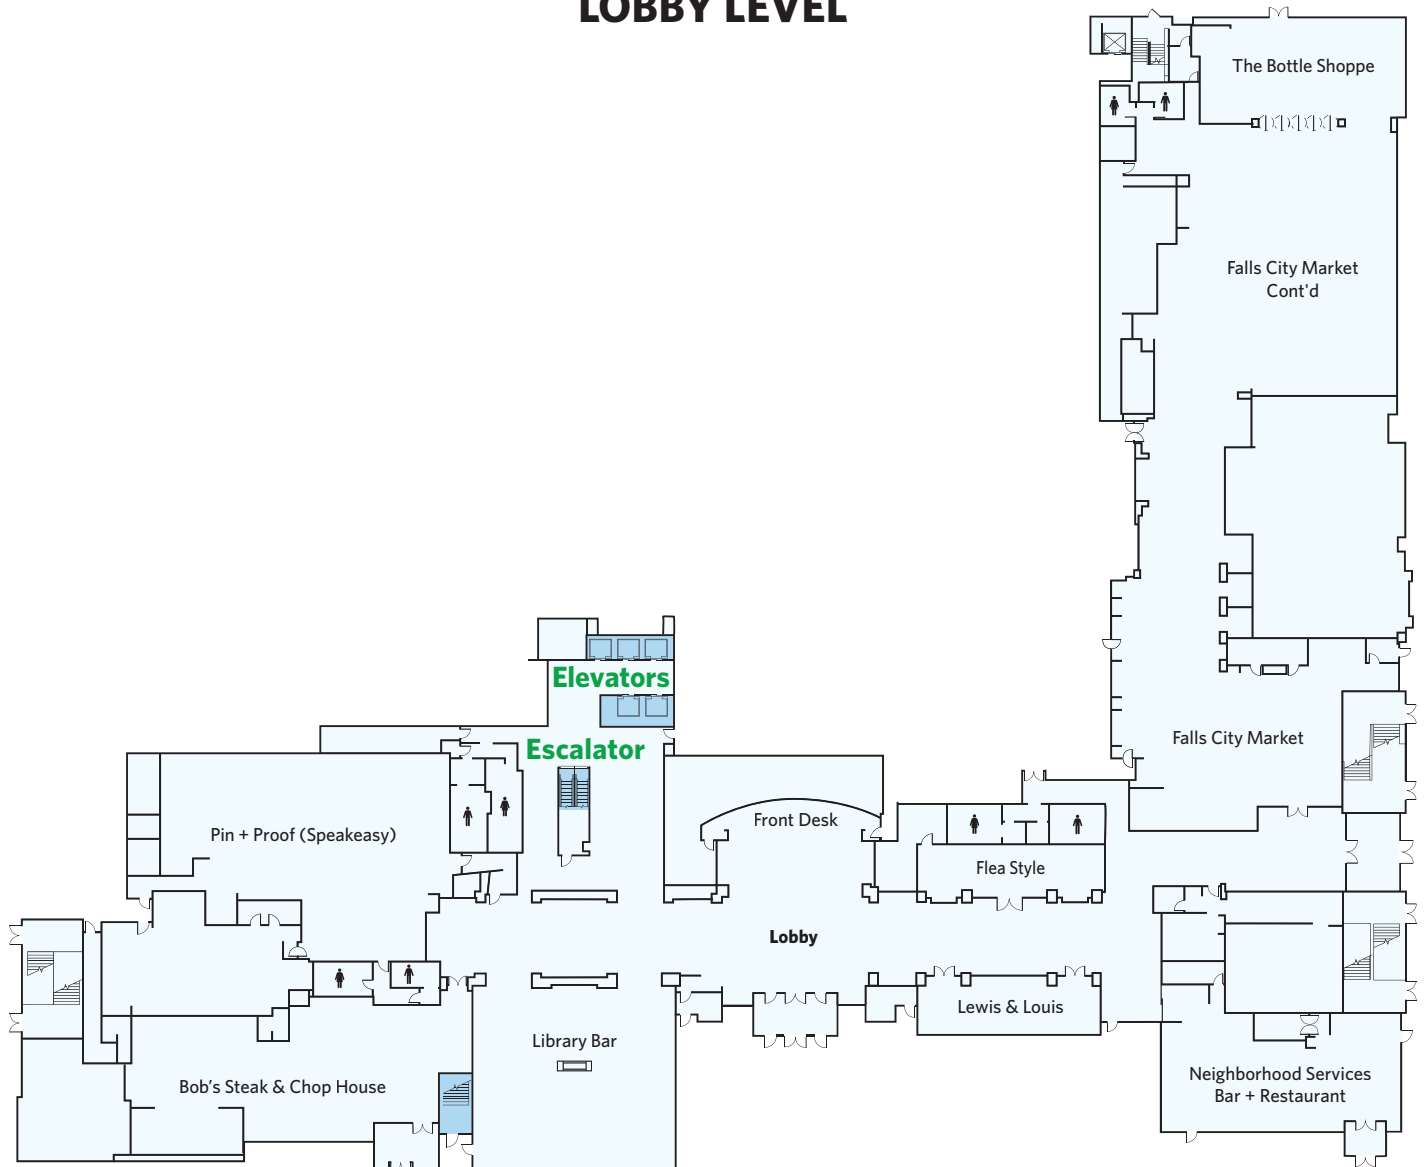 LOBBY LEVEL
The Bottle Shoppe
Falls City Market
Cont'd
Elevators
Escalator
Falls City Market
Pin + Proof (Speakeasy)
Front Desk
Flea Style
Lobby
Lewis & Louis
Library Bar
Bob's Steak & Chop House
Neighborhood Services
Bar + Restaurant